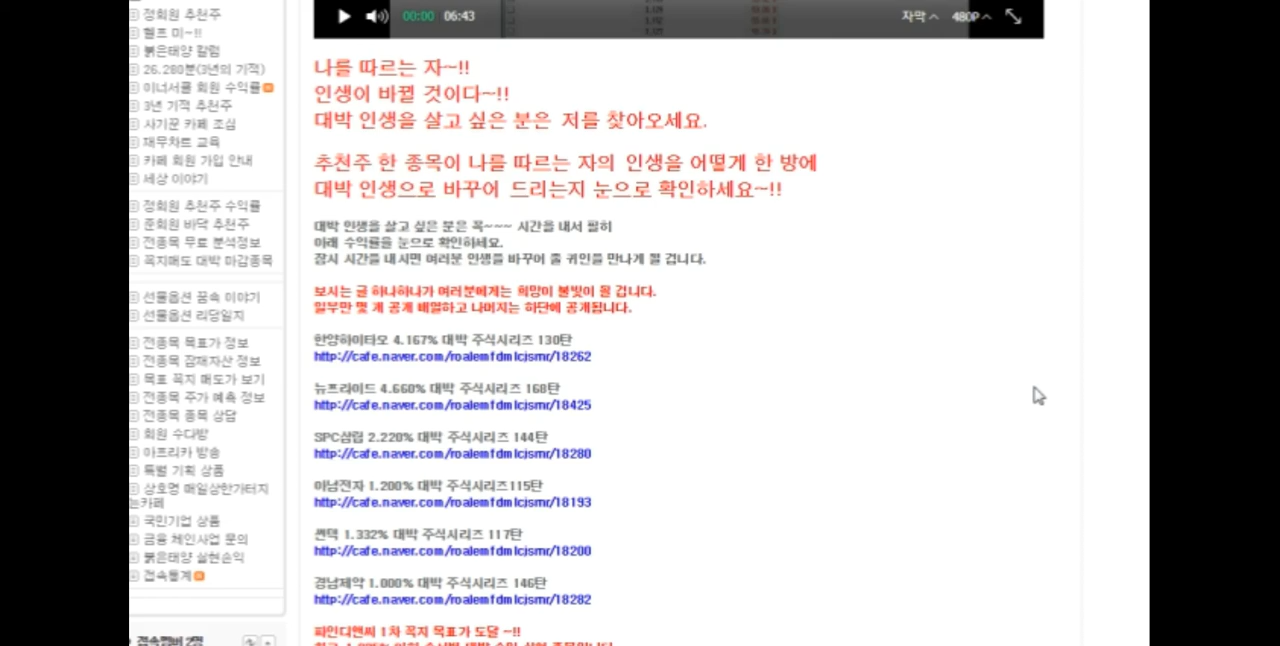 정회원 추천주
헬프 미~!!
붉은태양 칼럼
26.280분(3년의 기적)
이너서클 회원 수익률
3년 기적 추천주
사기꾼 카페 조심
재무차트 교육
카페 회원 가입 안내
세상 이야기
정회원 추천주 수익률
준회원 바닥 추천주
전종목 무료 분석정보
꼭지매도 대박 마감종목
선물옵션 꿈속 이야기
선물옵션 리딩일지
전종목 목표가 정보
전종목 잠재자산 정보
목표 꼭지 매도가 보기
전종목 주가 예측 정보
전종목 종목 상담
회원 수다방
아프리카 방송
특별 기획 상품
상호명 매일상한가터지
는카페
국민기업 상품
금융 체인사업 문의
붉은태양 실현손익
접속통계
접속멤버 2명
00:00 06:43
자막 480P
나를 따르는 자~!!
인생이 바뀔 것이다~!!
대박 인생을 살고 싶은 분은 저를 찾아오세요.
추천주 한 종목이 나를 따르는 자의 인생을 어떻게 한 방에
대박 인생으로 바꾸어 드리는지 눈으로 확인하세요~!!
대박 인생을 살고 싶은 분은 꼭~~~ 시간을 내서 필히
아래 수익률을 눈으로 확인하세요.
잠시 시간을 내시면 여러분 인생을 바꾸어 줄 귀인을 만나게 될 겁니다.
보시는 글 하나하나가 여러분에게는 희망이 불빛이 될 겁니다.
일부만 몇 개 공개 배열하고 나머지는 하단에 공개됩니다.
한양하이타오 4.167% 대박 주식시리즈 130탄
http://cafe.naver.com/roalemfdmlcjsmr/18262
뉴프라이드 4.660% 대박 주식시리즈 168탄
http://cafe.naver.com/roalemfdmlcjsmr/18425
SPC삼립 2.220% 대박 주식시리즈 144탄
http://cafe.naver.com/roalemfdmlcjsmr/18280
아남전자 1.200% 대박 주식시리즈115탄
http://cafe.naver.com/roalemfdmlcjsmr/18193
퀀텍 1.332% 대박 주식시리즈 117탄
http://cafe.naver.com/roalemfdmlcjsmr/18200
경남제약 1.000% 대박 주식시리즈 146탄
http://cafe.naver.com/roalemfdmlcjsmr/18282
파인디앤씨 1차 꼭지 목표가 도달 ~!!